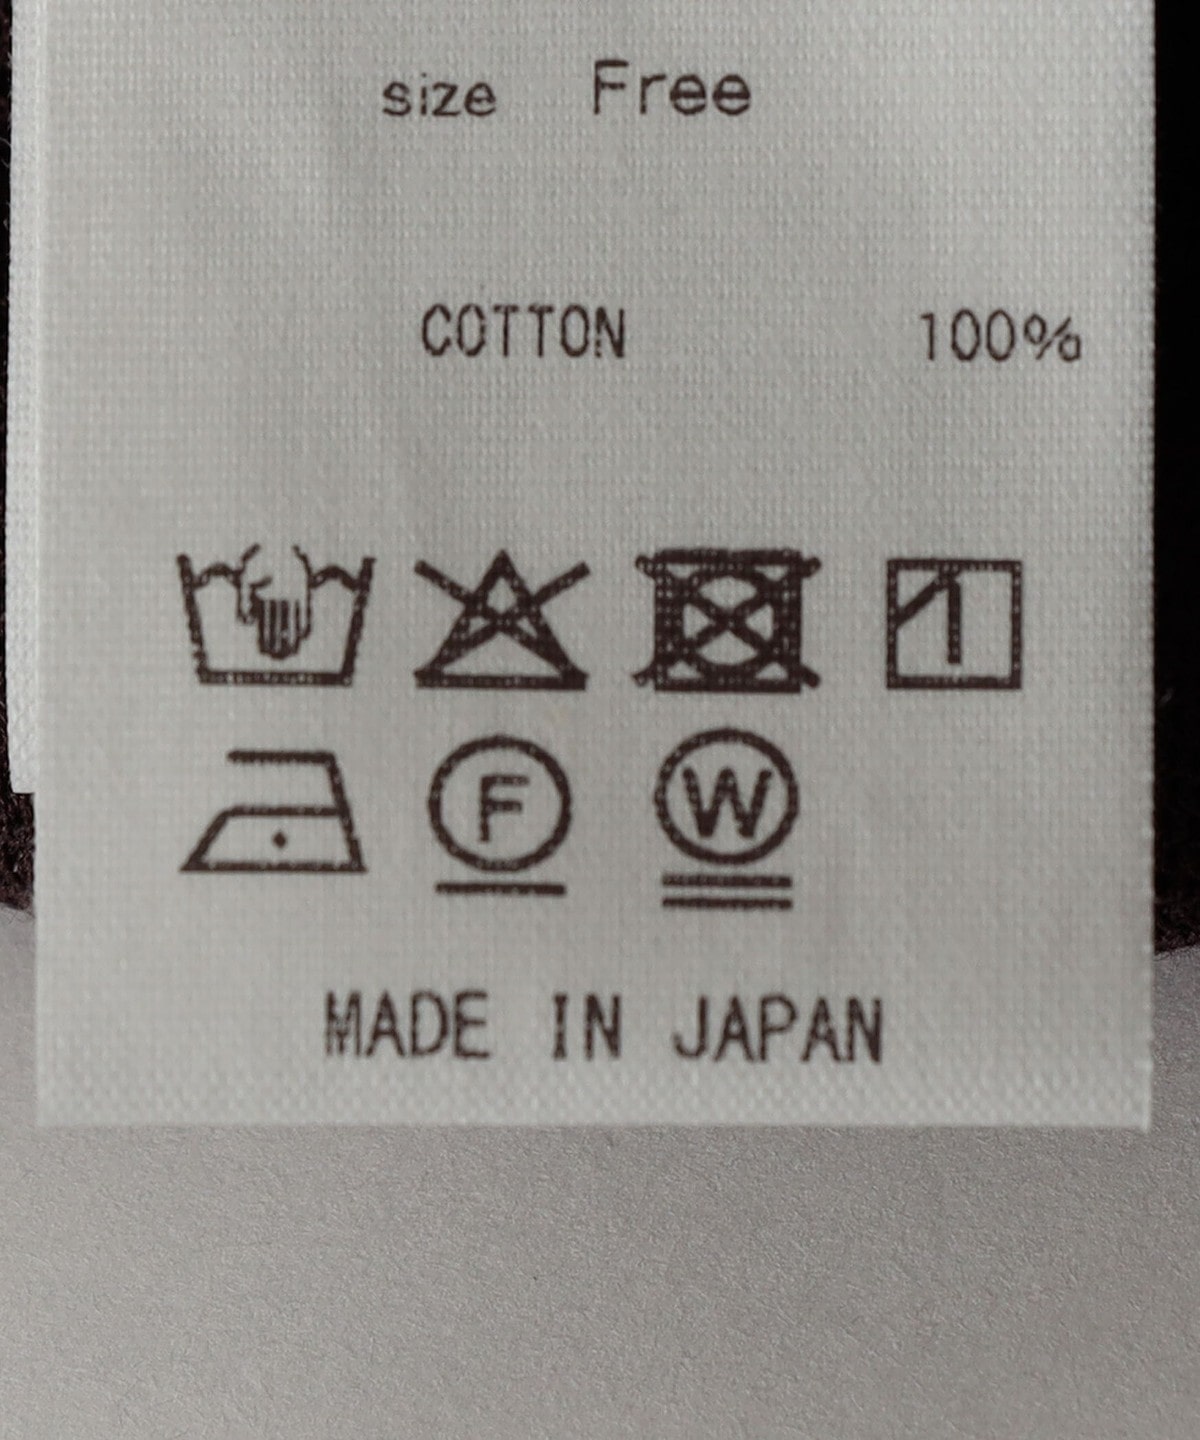 size Free
COTTON 100%
F W
MADE IN JAPAN